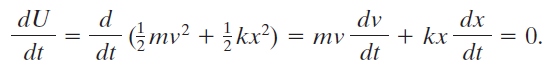 dU/dt = d/dt (½mv² + ½kx²) = mv dv/dt + kx dx/dt = 0.